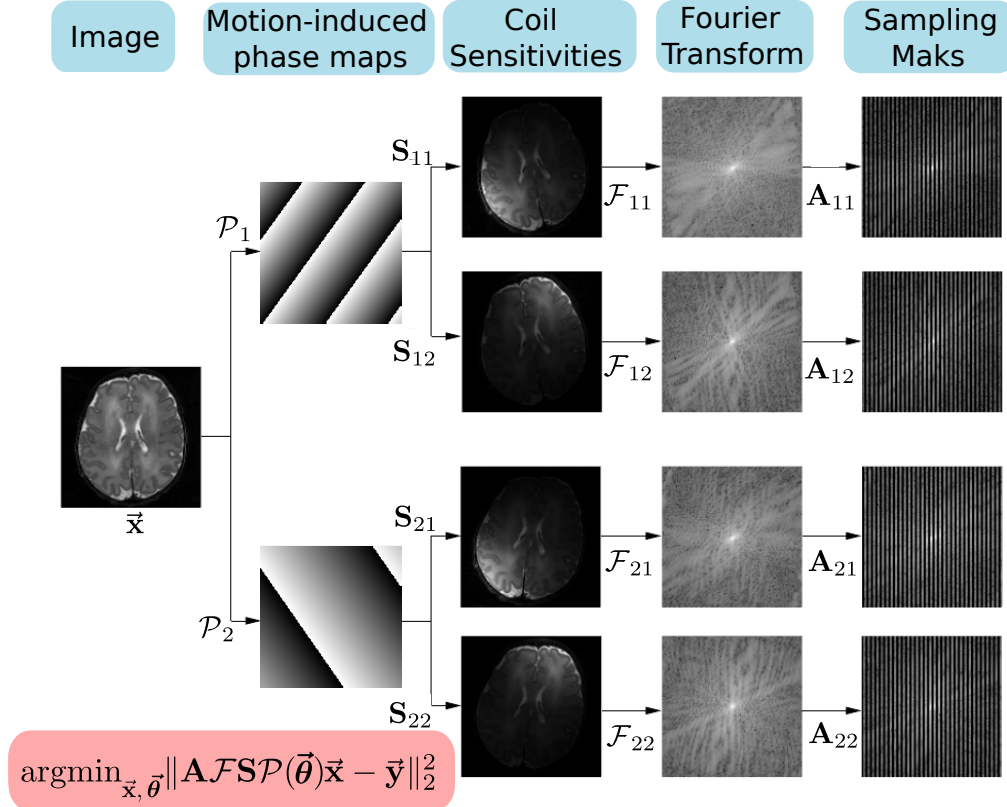 Image
Motion-induced
phase maps
Coil
Sensitivities
Fourier
Transform
Sampling
Maks
S₁₁
𝓕₁₁
A₁₁
𝒫₁
S₁₂
𝓕₁₂
A₁₂
x⃗
S₂₁
𝓕₂₁
A₂₁
𝒫₂
S₂₂
𝓕₂₂
A₂₂
argmin_{x⃗, θ⃗} ‖A𝓕S𝒫(θ⃗)x⃗ − y⃗‖₂²